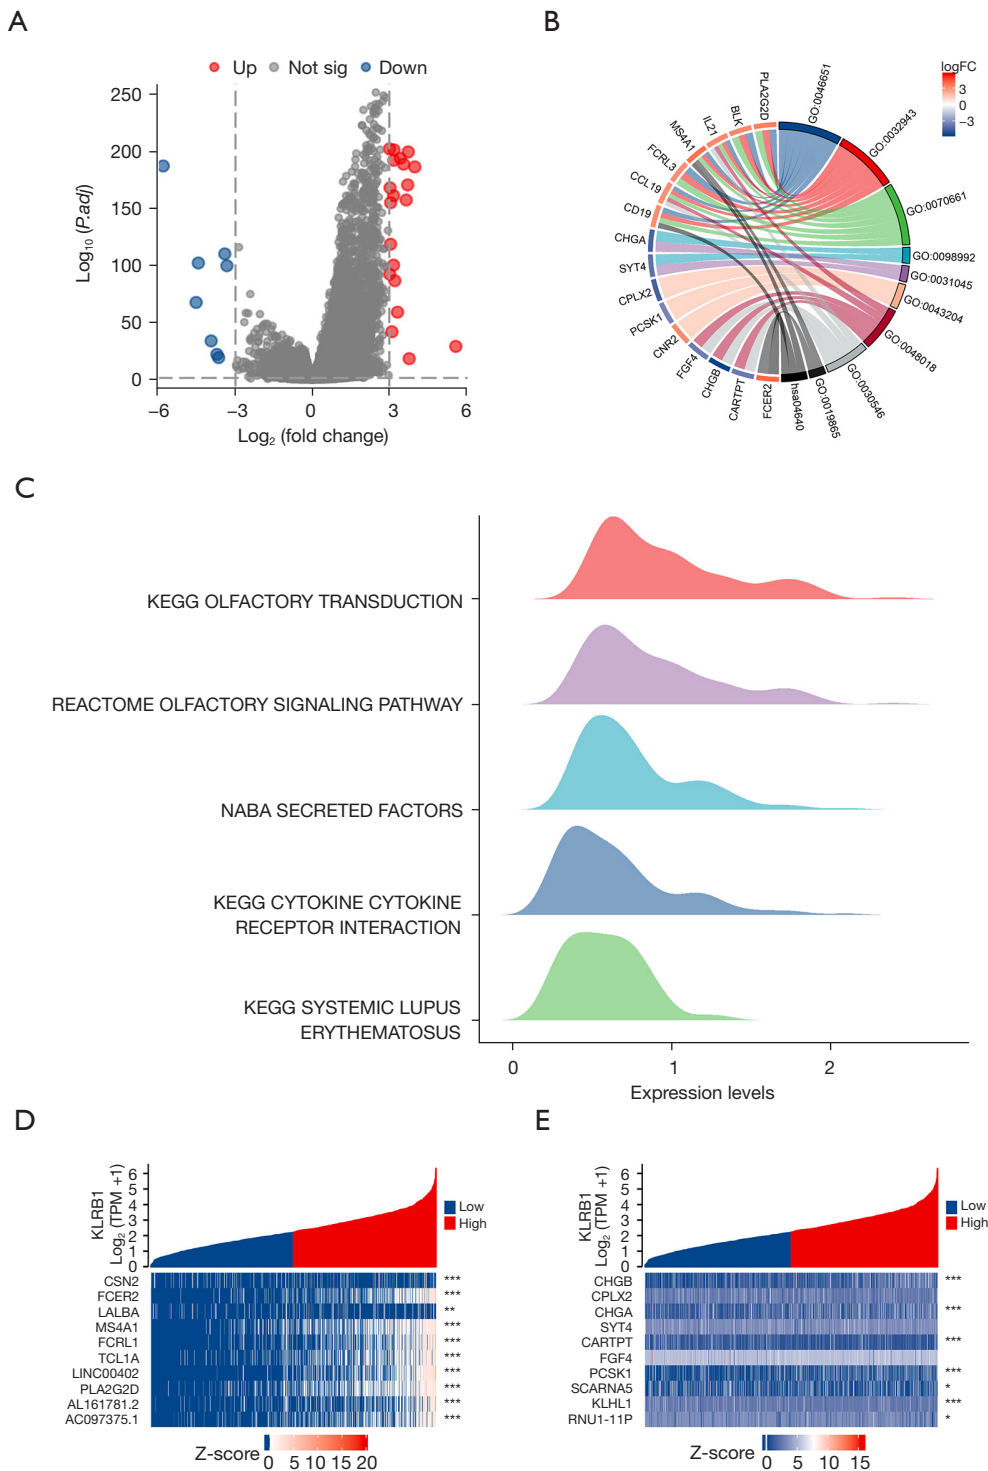 A
Up Not sig Down
250
200
150
100
50
0
Log10 (P.adj)
−6 −3 0 3 6
Log2 (fold change)
B
logFC
3
0
−3
GO:0046651
GO:0032943
GO:0070661
GO:0098992
GO:0031045
GO:0043204
GO:0048018
GO:0030546
GO:0019865
hsa04640
FCER2
CARTPT
CHGB
FGF4
CNR2
PCSK1
CPLX2
SYT4
CHGA
CD19
CCL19
FCRL3
MS4A1
IL21
BLK
PLA2G2D
C
KEGG OLFACTORY TRANSDUCTION
REACTOME OLFACTORY SIGNALING PATHWAY
NABA SECRETED FACTORS
KEGG CYTOKINE CYTOKINE
RECEPTOR INTERACTION
KEGG SYSTEMIC LUPUS
ERYTHEMATOSUS
0 1 2
Expression levels
D
KLRB1
Log2 (TPM +1)
6
5
4
3
2
1
0
Low
High
CSN2 ***
FCER2 ***
LALBA **
MS4A1 ***
FCRL1 ***
TCL1A ***
LINC00402 ***
PLA2G2D ***
AL161781.2 ***
AC097375.1 ***
Z-score
0 5 10 15 20
E
KLRB1
Log2 (TPM +1)
6
5
4
3
2
1
0
Low
High
CHGB ***
CPLX2
CHGA ***
SYT4
CARTPT ***
FGF4
PCSK1 ***
SCARNA5 *
KLHL1 ***
RNU1-11P *
Z-score
0 5 10 15